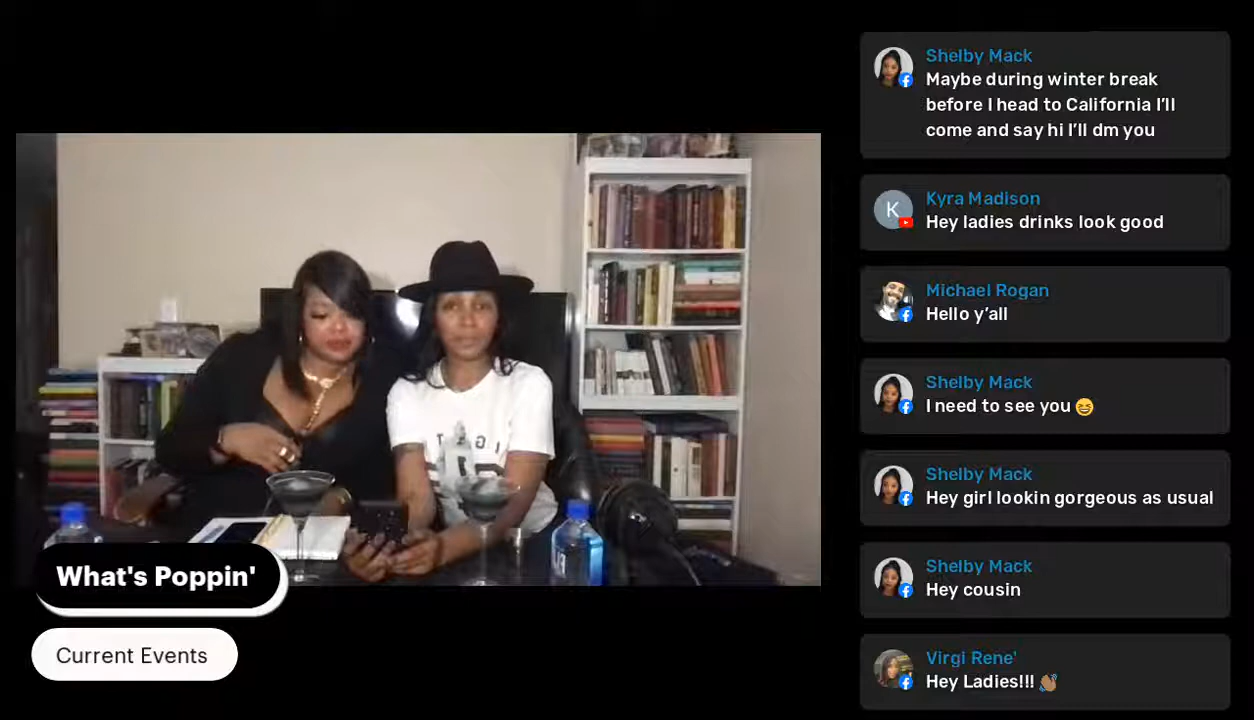 Shelby Mack
Maybe during winter break
before I head to California I’ll
come and say hi I’ll dm you
K
Kyra Madison
Hey ladies drinks look good
Michael Rogan
Hello y’all
Shelby Mack
I need to see you 😆
Shelby Mack
Hey girl lookin gorgeous as usual
Shelby Mack
Hey cousin
Virgi Rene'
Hey Ladies!!! 👋🏾
What's Poppin'
Current Events